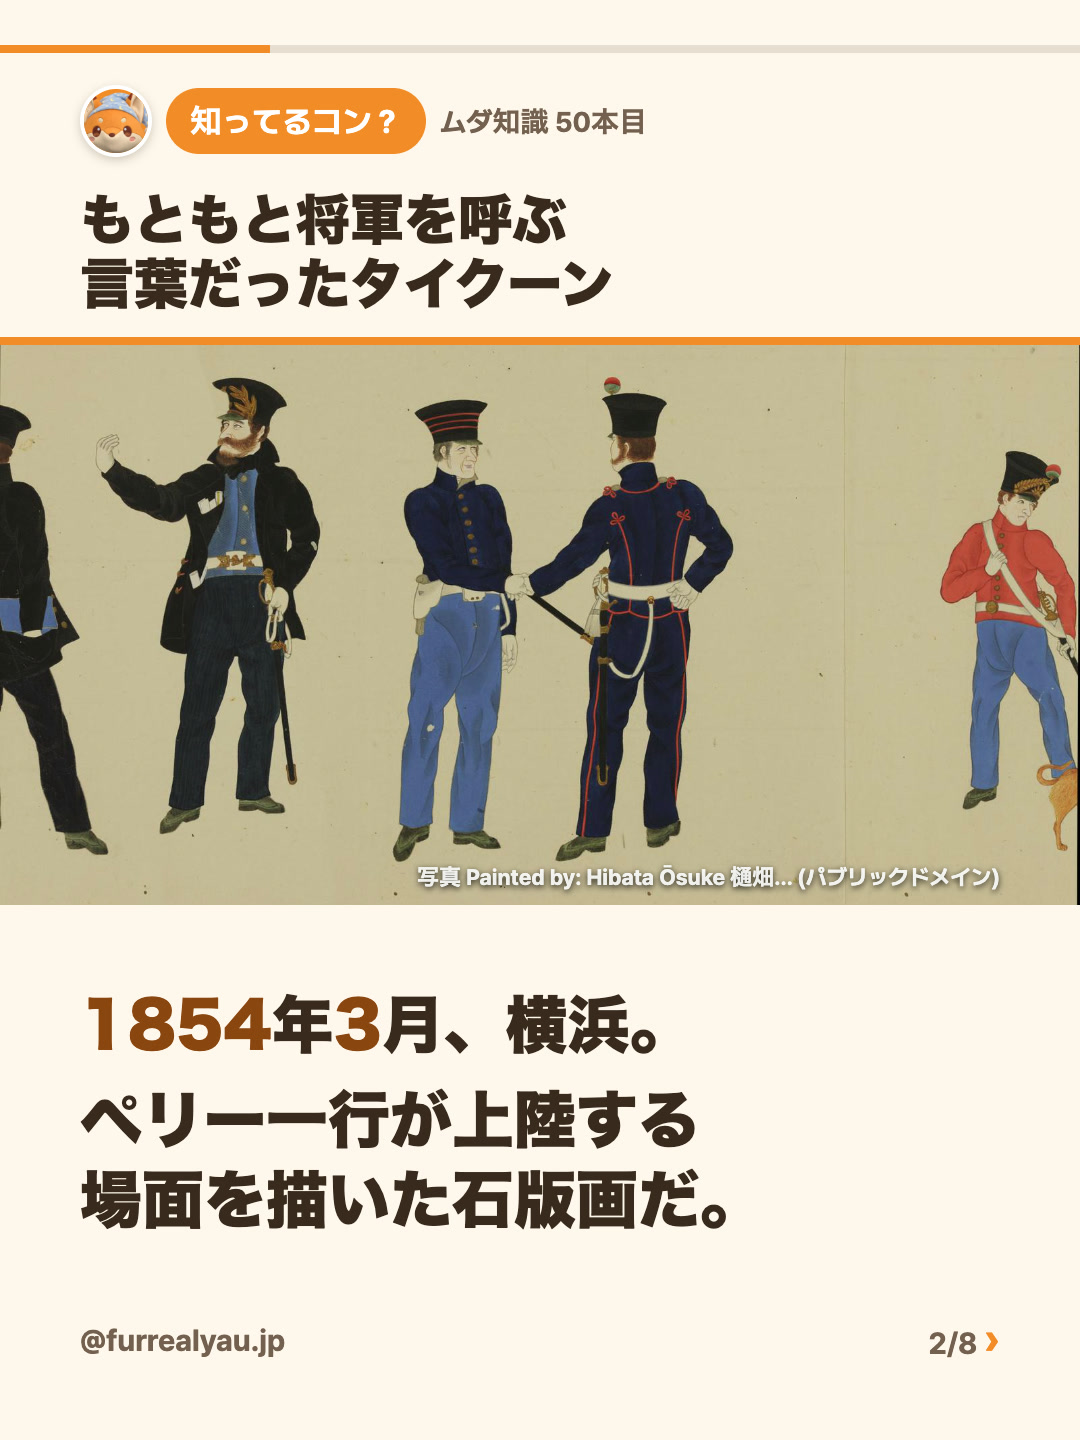 知ってるコン？ ムダ知識 50本目
もともと将軍を呼ぶ
言葉だったタイクーン
写真 Painted by: Hibata Ōsuke 樋畑... (パブリックドメイン)
1854年3月、横浜。
ペリー一行が上陸する
場面を描いた石版画だ。
@furrealyau.jp
2/8 ›